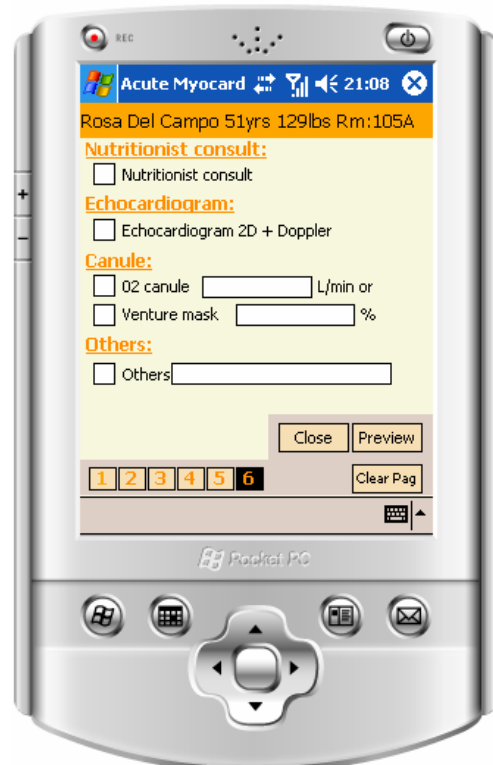 REC
Acute Myocard 21:08
Rosa Del Campo 51yrs 129lbs Rm:105A
Nutritionist consult:
Nutritionist consult
Echocardiogram:
Echocardiogram 2D + Doppler
Canule:
O2 canule L/min or
Venture mask %
Others:
Others
Close Preview
1 2 3 4 5 6 Clear Pag
Pocket PC
+
-